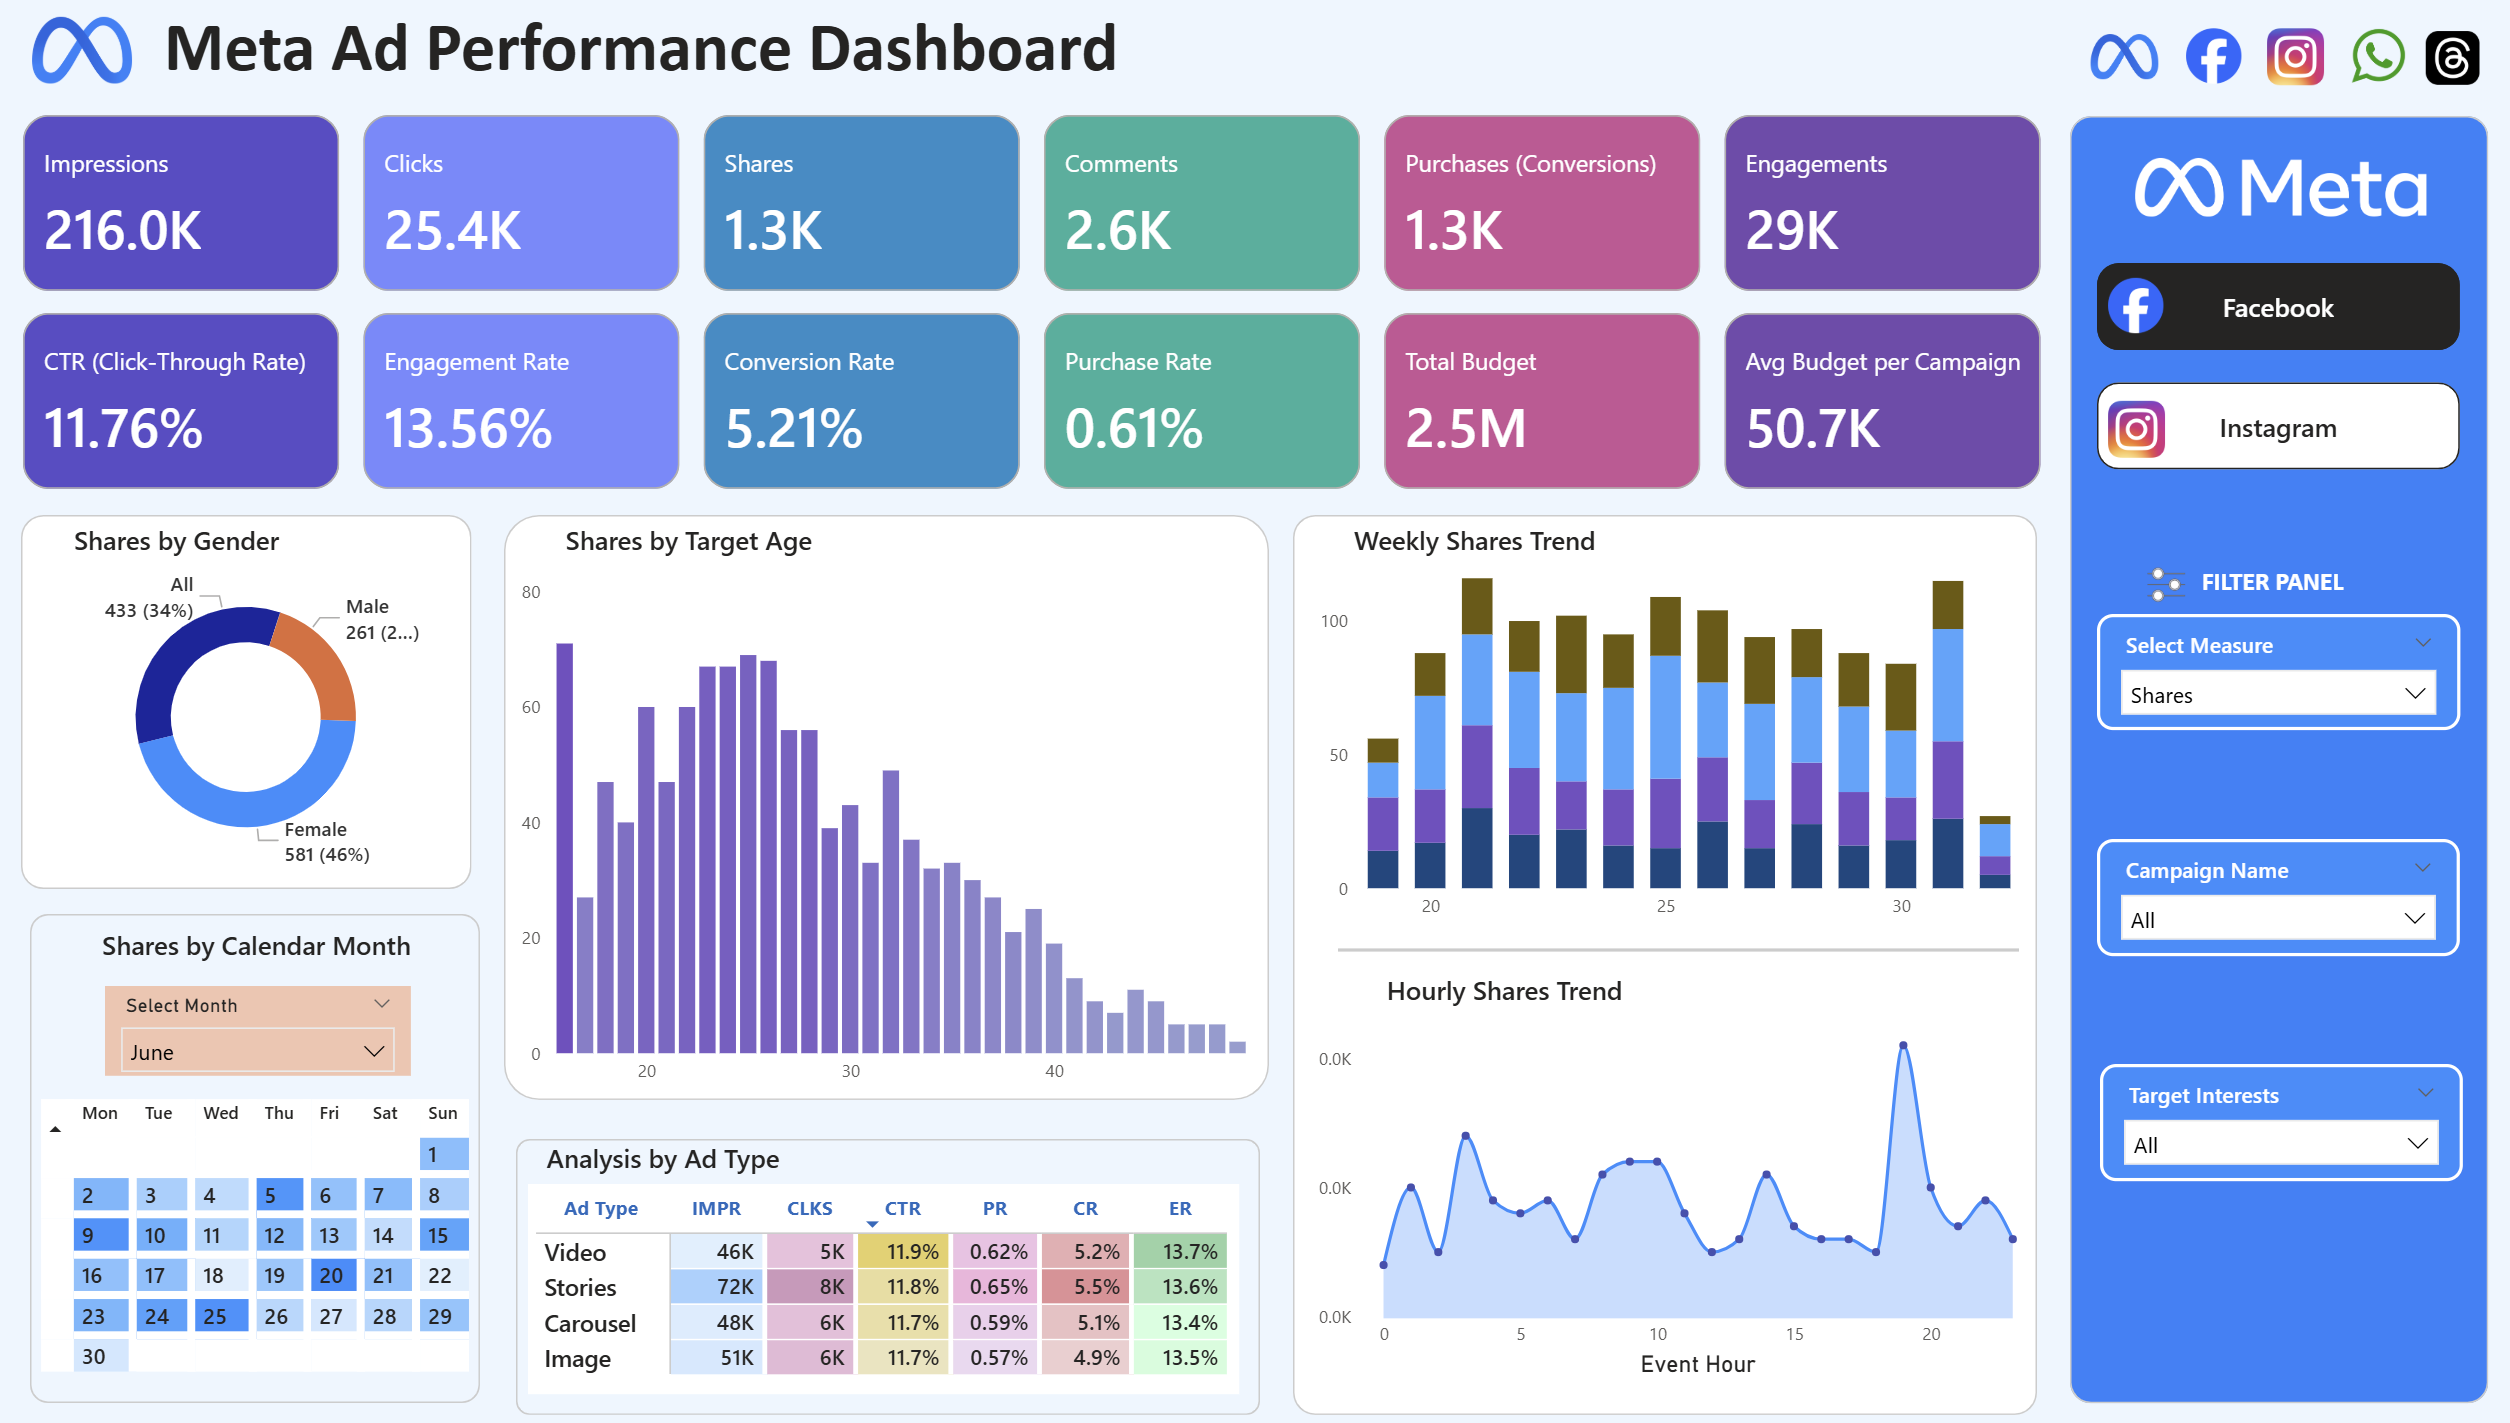 Meta Ad Performance Dashboard
Impressions
216.0K
Clicks
25.4K
Shares
1.3K
Comments
2.6K
Purchases (Conversions)
1.3K
Engagements
29K
CTR (Click-Through Rate)
11.76%
Engagement Rate
13.56%
Conversion Rate
5.21%
Purchase Rate
0.61%
Total Budget
2.5M
Avg Budget per Campaign
50.7K
Meta
Facebook
Instagram
FILTER PANEL
Select Measure
Shares
Campaign Name
All
Target Interests
All
Shares by Gender
All
433 (34%)
Male
261 (2...)
Female
581 (46%)
Shares by Calendar Month
Select Month
June
Mon Tue Wed Thu Fri Sat Sun
1
2 3 4 5 6 7 8
9 10 11 12 13 14 15
16 17 18 19 20 21 22
23 24 25 26 27 28 29
30
Shares by Target Age
80
60
40
20
0
20 30 40
Analysis by Ad Type
Ad Type IMPR CLKS CTR PR CR ER
Video 46K 5K 11.9% 0.62% 5.2% 13.7%
Stories 72K 8K 11.8% 0.65% 5.5% 13.6%
Carousel 48K 6K 11.7% 0.59% 5.1% 13.4%
Image 51K 6K 11.7% 0.57% 4.9% 13.5%
Weekly Shares Trend
100
50
0
20 25 30
Hourly Shares Trend
0.0K
0.0K
0.0K
0 5 10 15 20
Event Hour